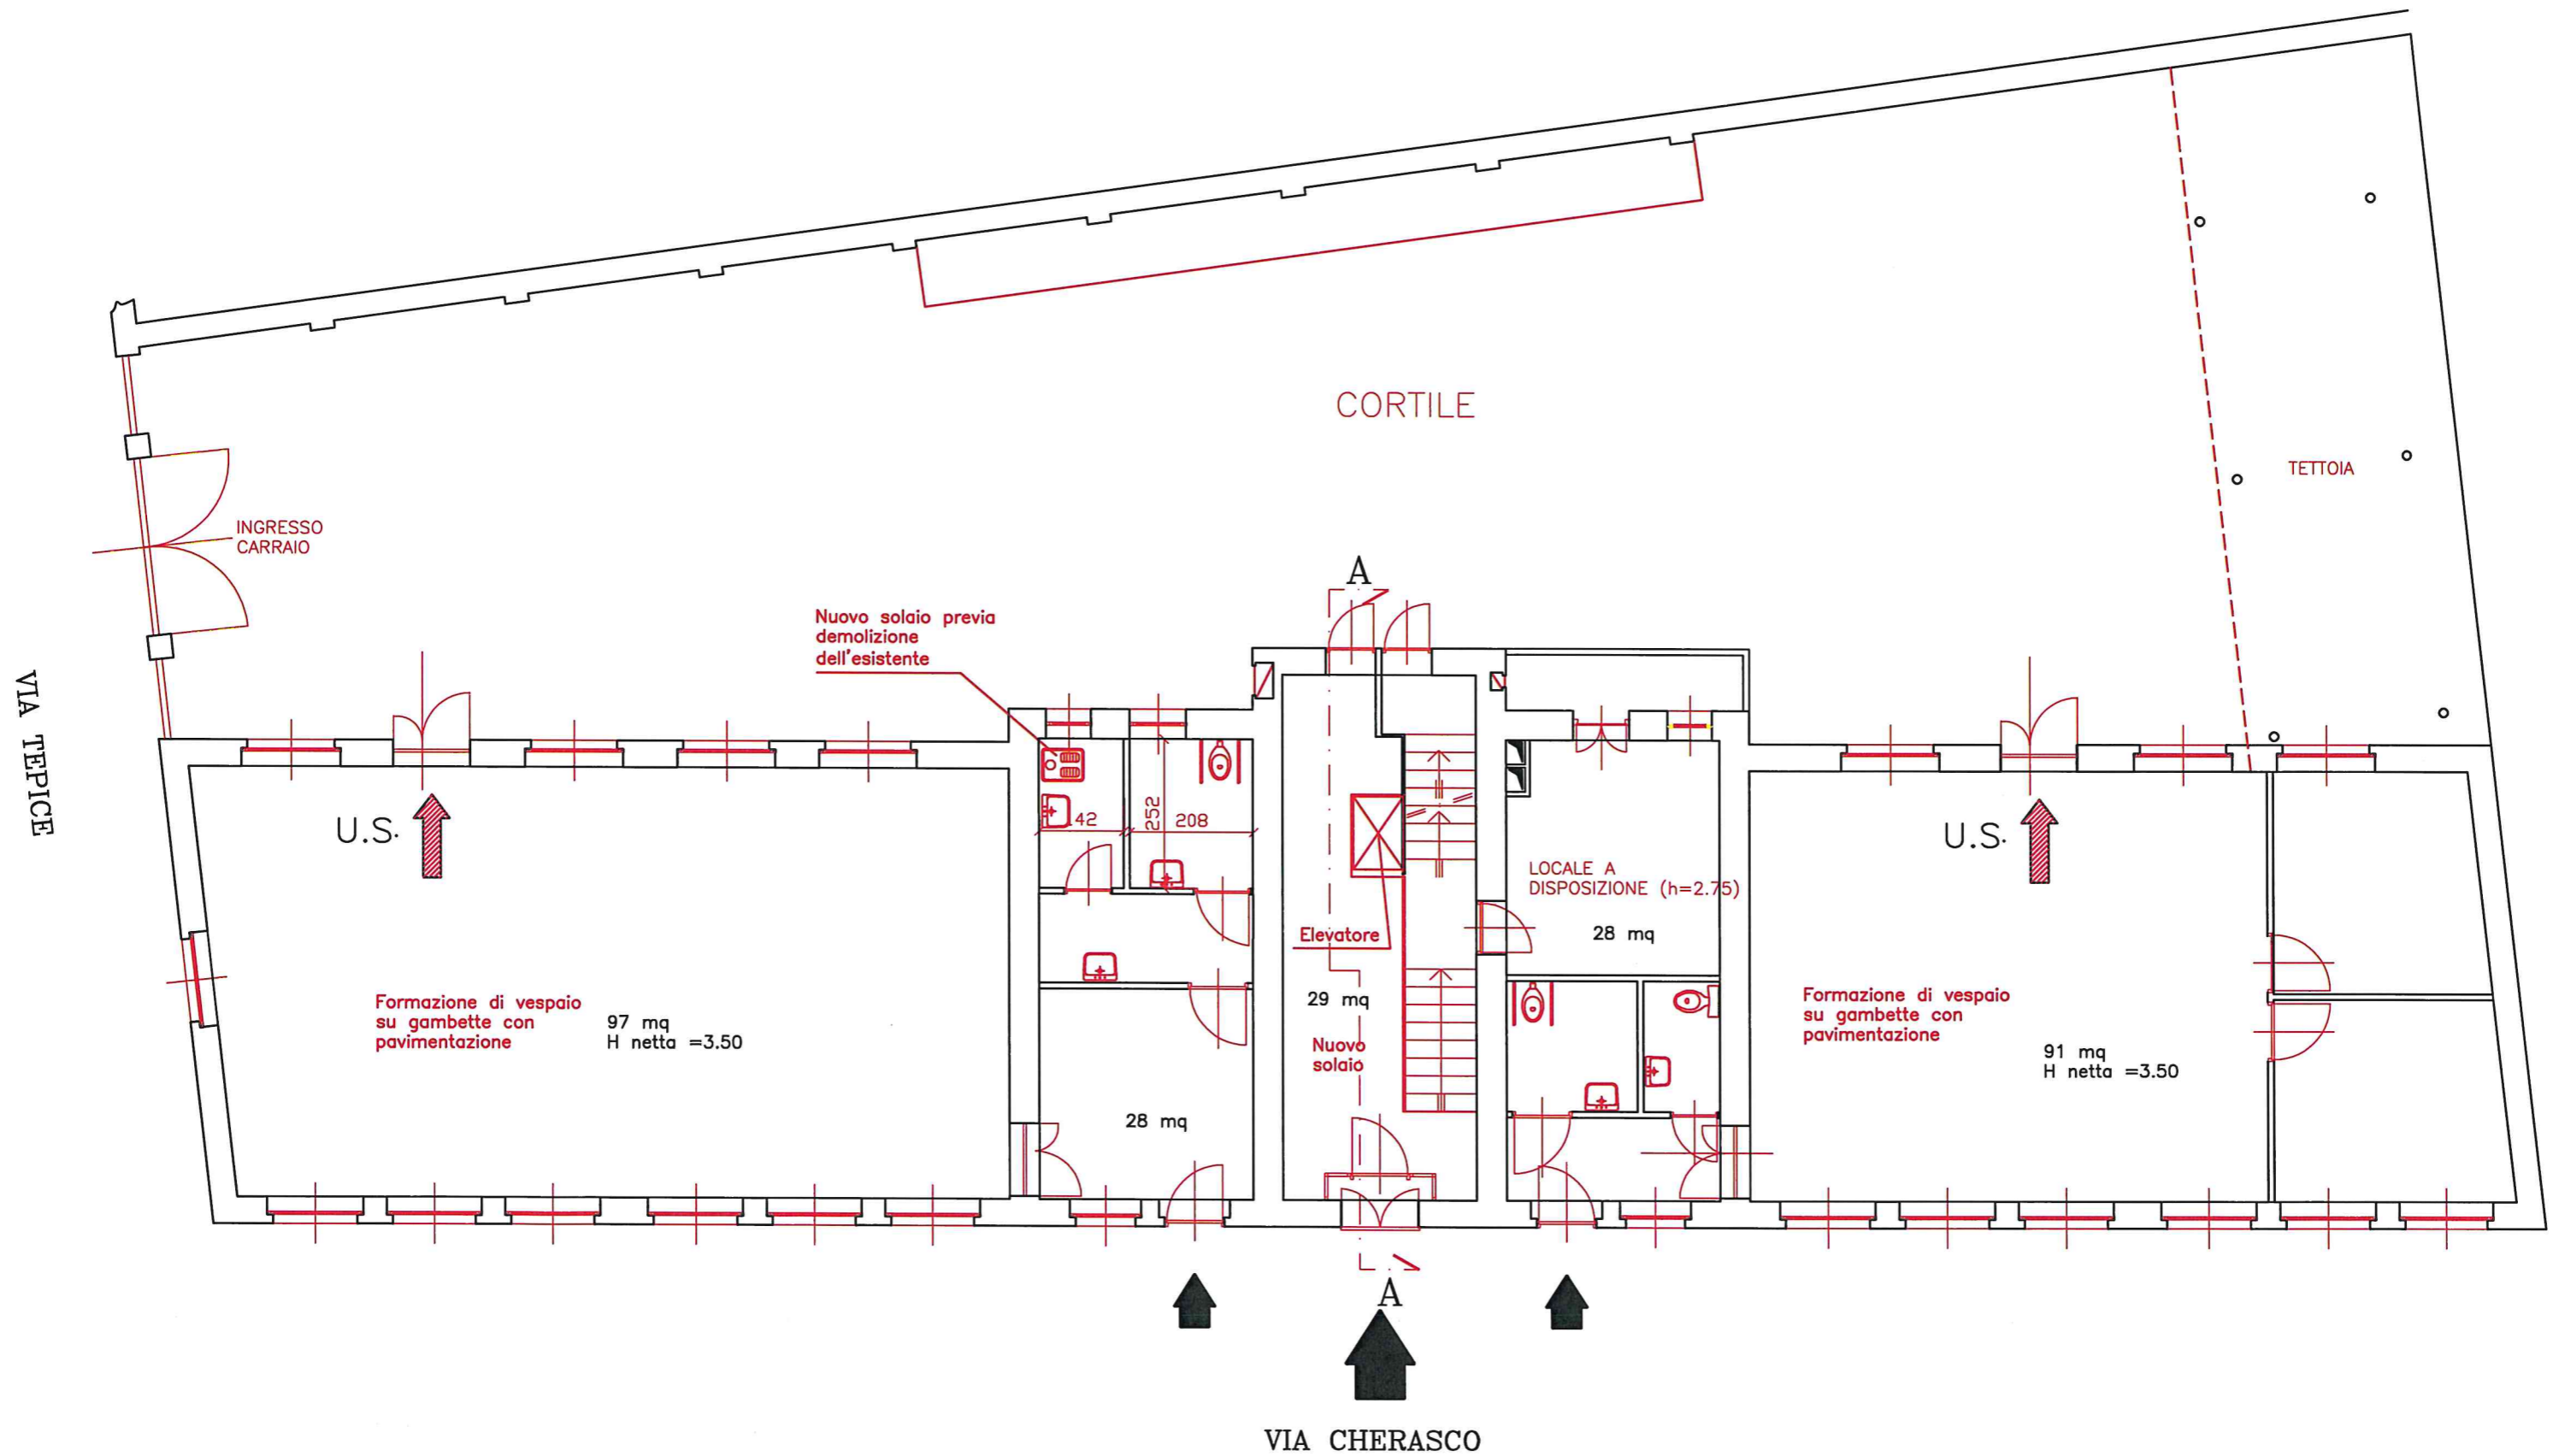 CORTILE
TETTOIA
INGRESSO
CARRAIO
A
Nuovo solaio previa
demolizione
dell'esistente
VIA TEPICE
U.S.
U.S.
42
252
208
LOCALE A
DISPOSIZIONE (h=2.75)
28 mq
Elevatore
Formazione di vespaio
su gambette con
pavimentazione
97 mq
H netta =3.50
29 mq
Nuovo
solaio
Formazione di vespaio
su gambette con
pavimentazione
91 mq
H netta =3.50
28 mq
A
VIA CHERASCO